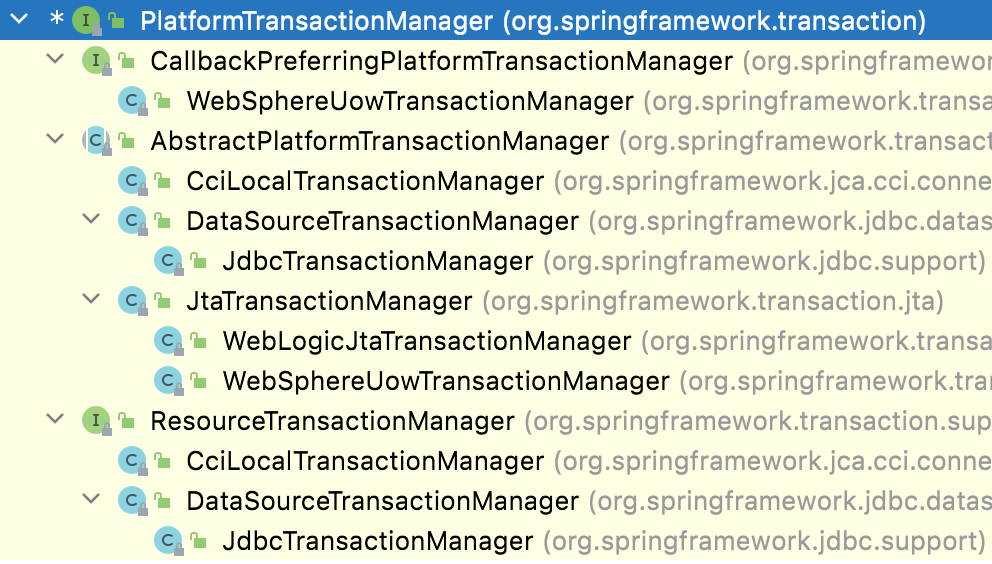 * I PlatformTransactionManager (org.springframework.transaction)
I CallbackPreferringPlatformTransactionManager (org.springframewor
C WebSphereUowTransactionManager (org.springframework.transa
C AbstractPlatformTransactionManager (org.springframework.transact
C CciLocalTransactionManager (org.springframework.jca.cci.conne
C DataSourceTransactionManager (org.springframework.jdbc.datas
C JdbcTransactionManager (org.springframework.jdbc.support)
C JtaTransactionManager (org.springframework.transaction.jta)
C WebLogicJtaTransactionManager (org.springframework.transa
C WebSphereUowTransactionManager (org.springframework.tra
I ResourceTransactionManager (org.springframework.transaction.sup
C CciLocalTransactionManager (org.springframework.jca.cci.conne
C DataSourceTransactionManager (org.springframework.jdbc.datas
C JdbcTransactionManager (org.springframework.jdbc.support)